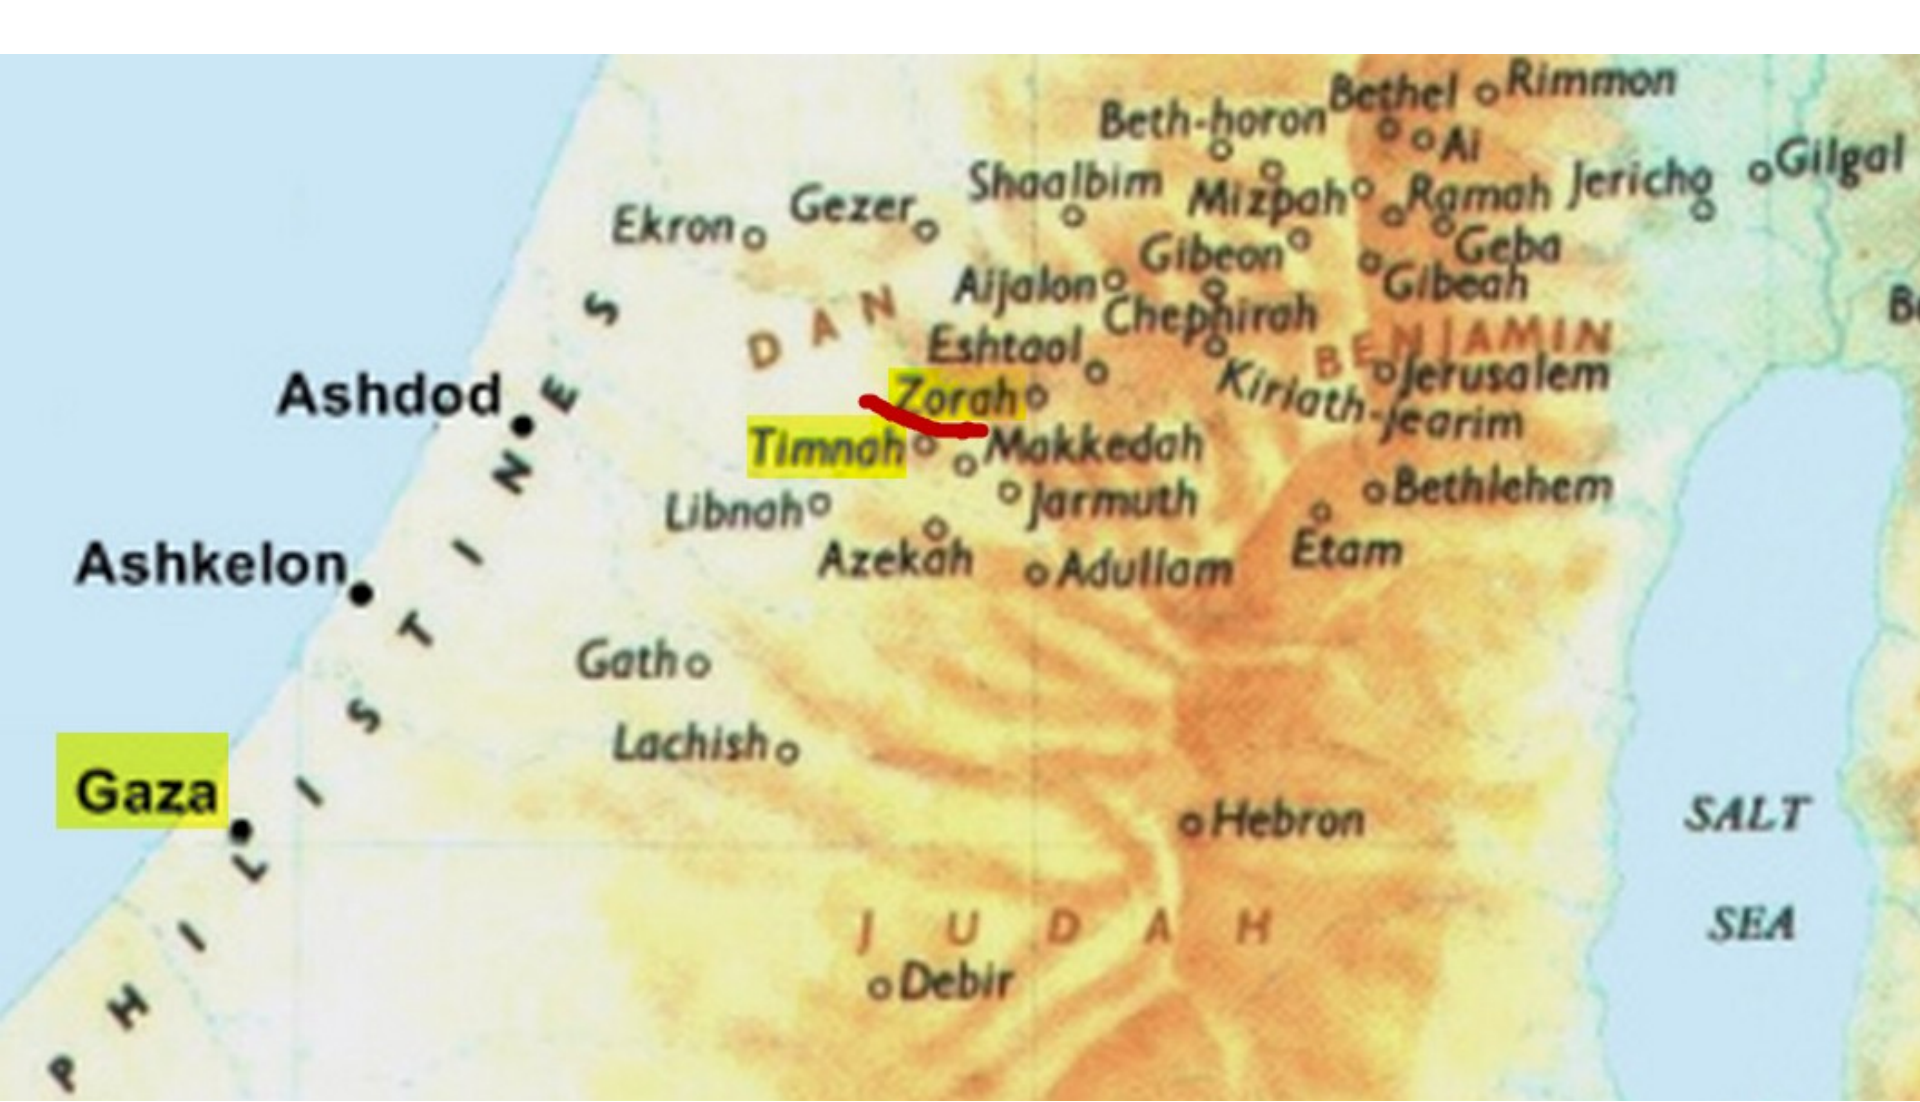 Rimmon
Bethel
Beth-horon
Ai
Gilgal
Shaalbim
Mizpah
Ramah
Jericho
Gezer
Ekron
Gibeon
Geba
Aijalon
Gibeah
Chephirah
DAN
Eshtaol
BENJAMIN
Jerusalem
Zorah
Kiriath-Jearim
Ashdod
Timnah
Makkedah
Libnah
Jarmuth
Bethlehem
Azekah
Adullam
Etam
Ashkelon
PHILISTINES
Gath
Lachish
Gaza
Hebron
SALT
SEA
JUDAH
Debir